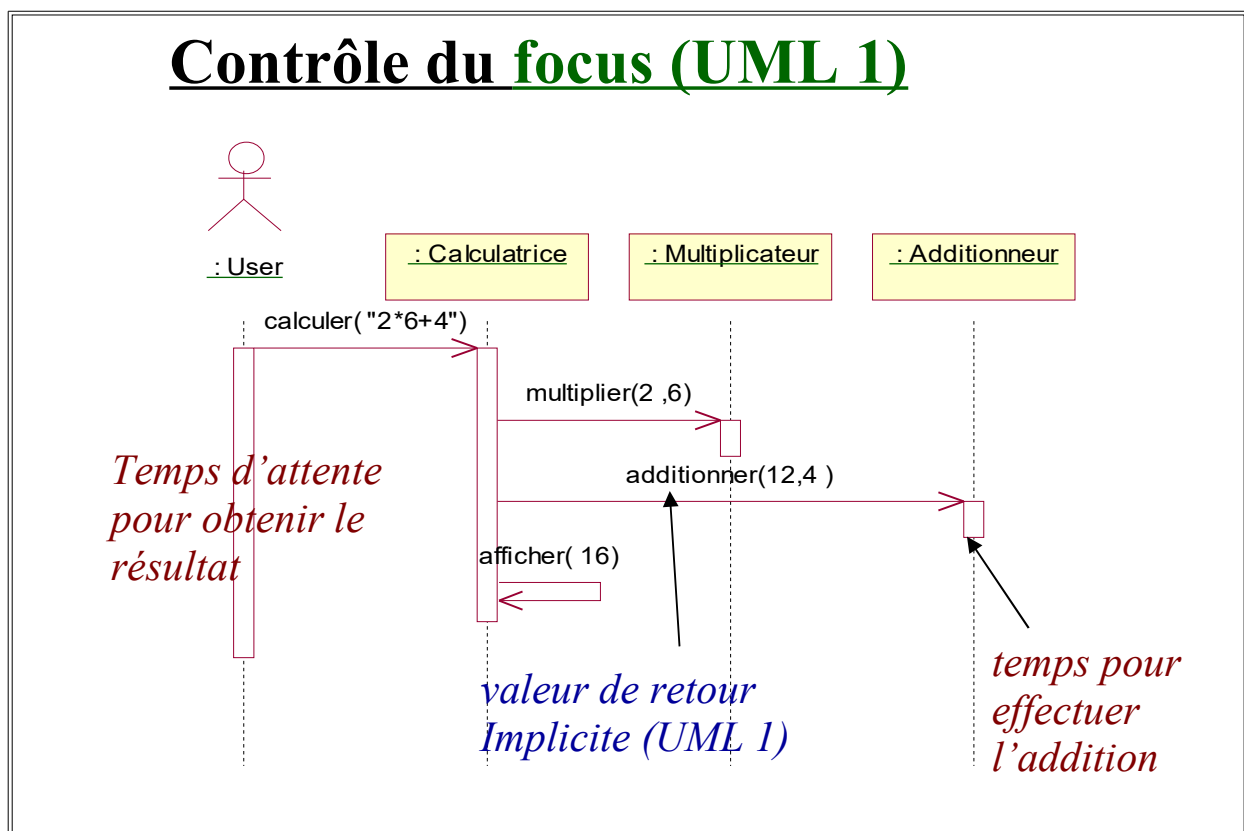 Contrôle du focus (UML 1)
: User
: Calculatrice
: Multiplicateur
: Additionneur
calculer( "2*6+4")
multiplier(2 ,6)
additionner(12,4 )
afficher( 16)
Temps d’attente
pour obtenir le
résultat
valeur de retour
Implicite (UML 1)
temps pour
effectuer
l’addition